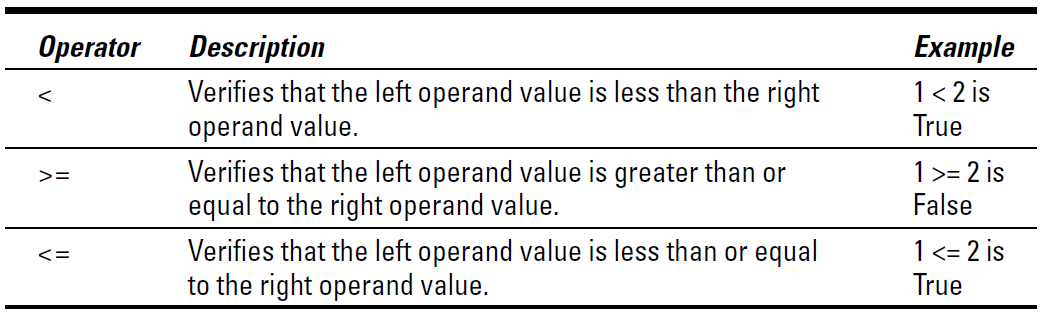 Operator Description Example
< Verifies that the left operand value is less than the right 1 < 2 is
operand value. True
>= Verifies that the left operand value is greater than or 1 >= 2 is
equal to the right operand value. False
<= Verifies that the left operand value is less than or equal 1 <= 2 is
to the right operand value. True